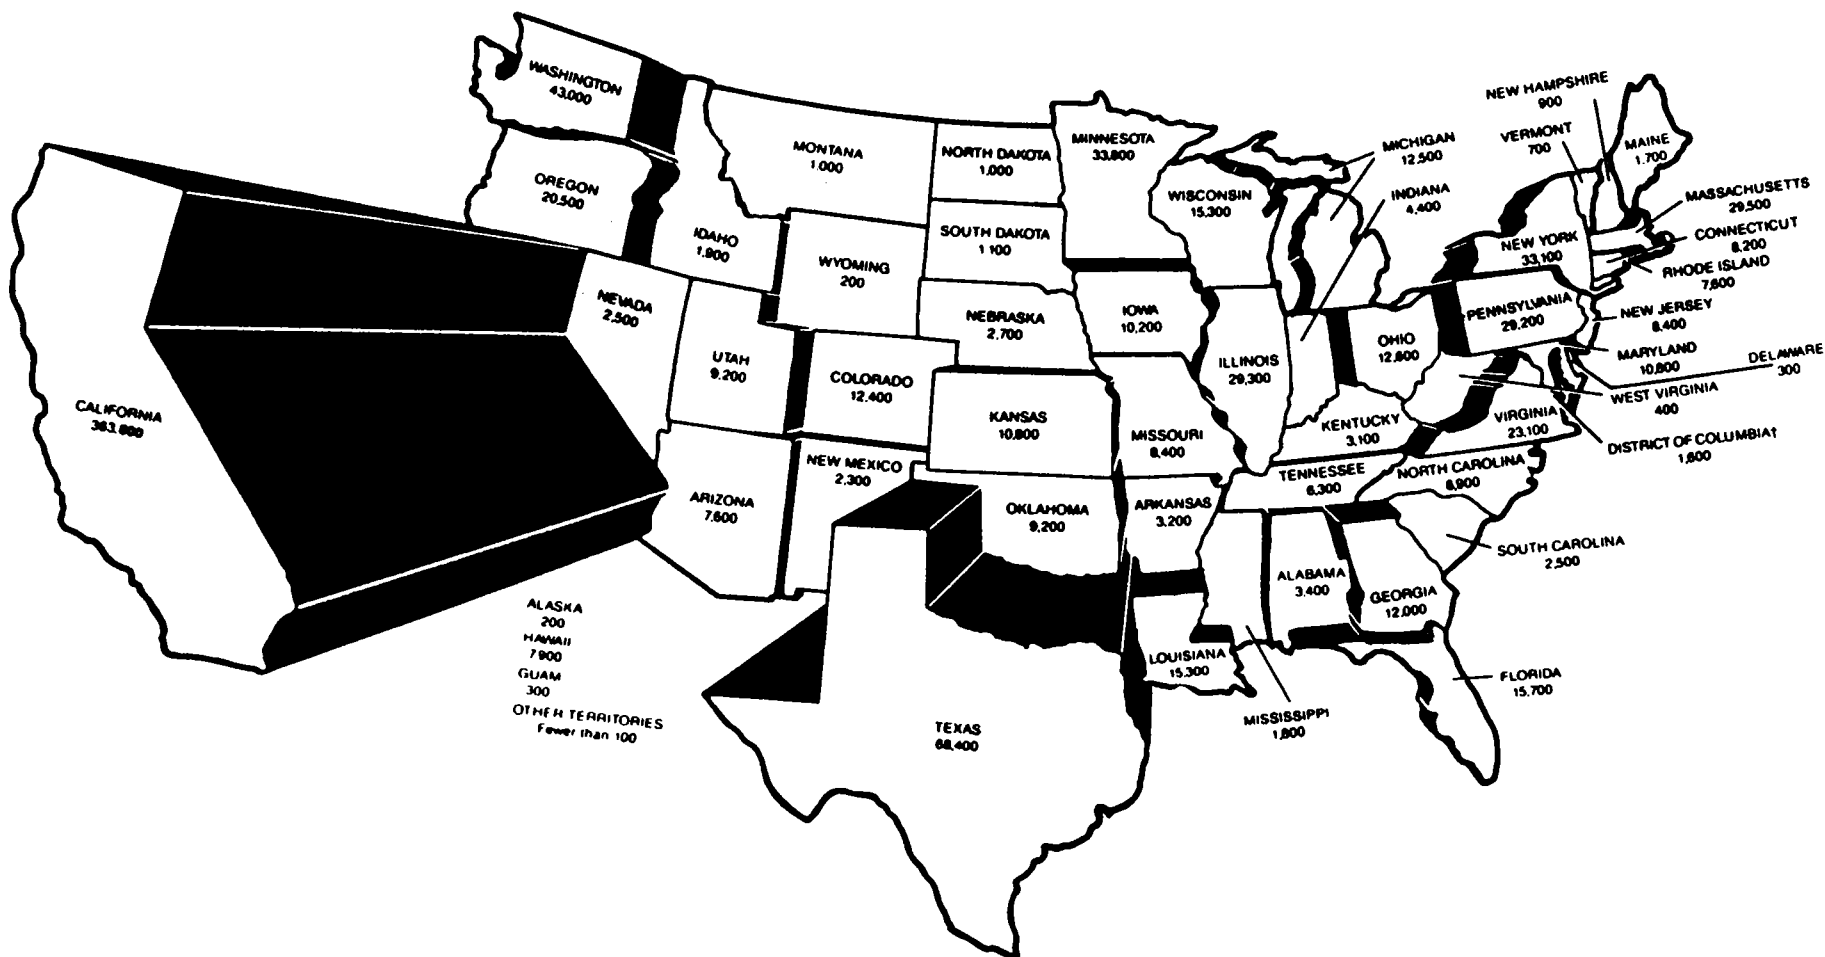 WASHINGTON
43,000
OREGON
20,500
CALIFORNIA
363,800
NEVADA
2,500
IDAHO
1,900
MONTANA
1,000
WYOMING
200
UTAH
9,200
ARIZONA
7,600
COLORADO
12,400
NEW MEXICO
2,300
NORTH DAKOTA
1,000
SOUTH DAKOTA
1 100
NEBRASKA
2,700
KANSAS
10,800
OKLAHOMA
9,200
TEXAS
68,400
MINNESOTA
33,800
IOWA
10,200
MISSOURI
8,400
ARKANSAS
3,200
LOUISIANA
15,300
WISCONSIN
15,300
ILLINOIS
29,300
MICHIGAN
12,500
INDIANA
4,400
OHIO
12,800
KENTUCKY
3,100
TENNESSEE
6,300
MISSISSIPPI
1,800
ALABAMA
3,400
GEORGIA
12,000
FLORIDA
15,700
SOUTH CAROLINA
2,500
NORTH CAROLINA
8,900
VIRGINIA
23,100
WEST VIRGINIA
400
DISTRICT OF COLUMBIA†
1,600
MARYLAND
10,800
DELAWARE
300
PENNSYLVANIA
29,200
NEW JERSEY
8,400
NEW YORK
33,100
CONNECTICUT
8,200
RHODE ISLAND
7,600
MASSACHUSETTS
29,500
VERMONT
700
NEW HAMPSHIRE
900
MAINE
1,700
ALASKA
200
HAWAII
7 900
GUAM
300
OTHER TERRITORIES
Fewer than 100